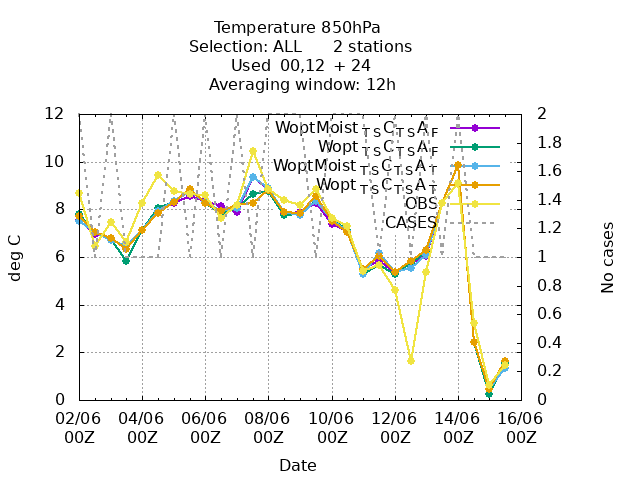 Temperature 850hPa
Selection: ALL 2 stations
Used 00,12 + 24
Averaging window: 12h
12 2
WoptMoist TS CTS AF
1.8
Wopt TS CTS AF
10 1.6
WoptMoist TS CTS AT
Wopt TS CTS AT
1.4
8 OBS
1.2
CASES
6 1
0.8
4
0.6
0.4
2
0.2
0 0
deg C
No cases
02/06 04/06 06/06 08/06 10/06 12/06 14/06 16/06
00Z 00Z 00Z 00Z 00Z 00Z 00Z 00Z
Date